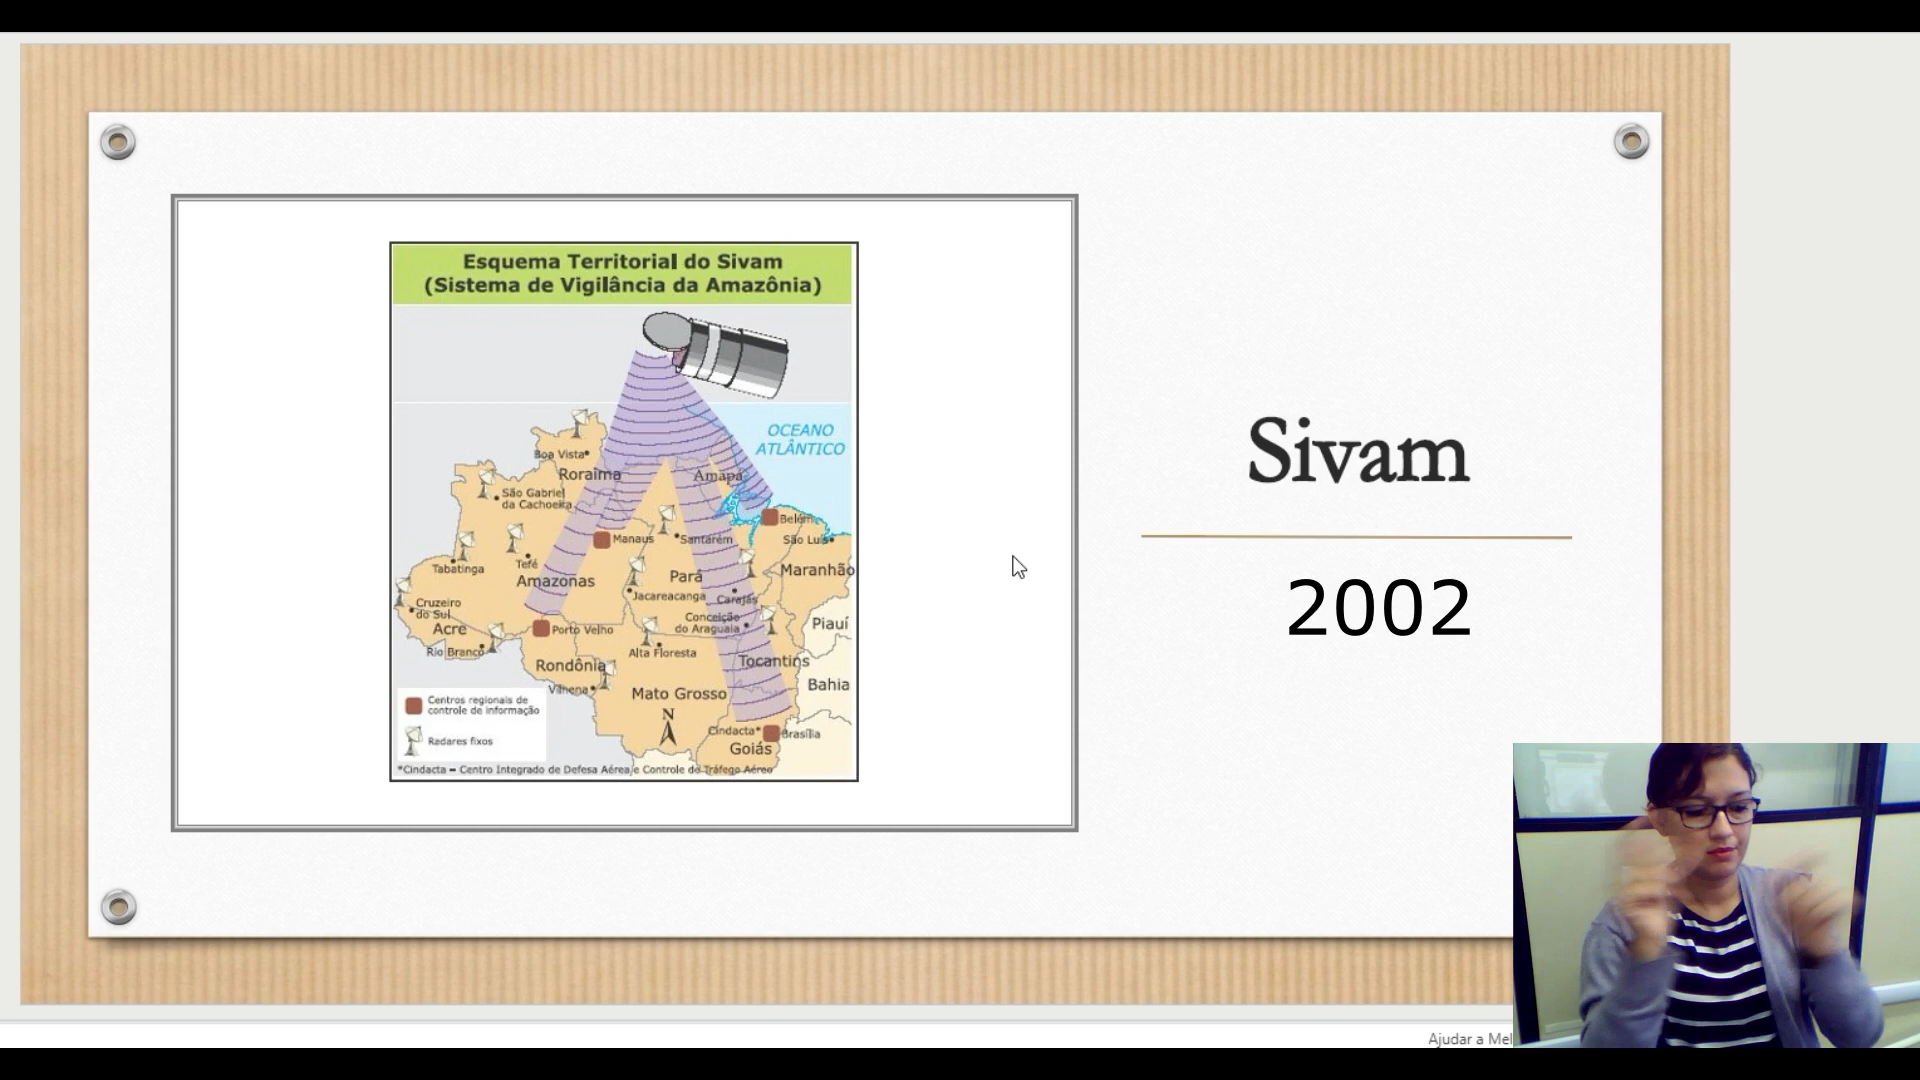 Esquema Territorial do Sivam
(Sistema de Vigilância da Amazônia)
OCEANO
ATLÂNTICO
Boa Vista
Roraima
Amapá
São Gabriel
da Cachoeira
Belém
Manaus
Santarém
São Luís
Tabatinga
Tefé
Amazonas
Pará
Maranhão
Jacareacanga
Carajás
Cruzeiro
do Sul
Conceição
do Araguaia
Acre
Porto Velho
Piauí
Rio Branco
Alta Floresta
Rondônia
Tocantins
Vilhena
Mato Grosso
Bahia
Centros regionais de
controle de informação
N
Cindacta*
Brasília
Radares fixos
Goiás
*Cindacta = Centro Integrado de Defesa Aérea e Controle de Tráfego Aéreo
Sivam
2002
Ajudar a Mel